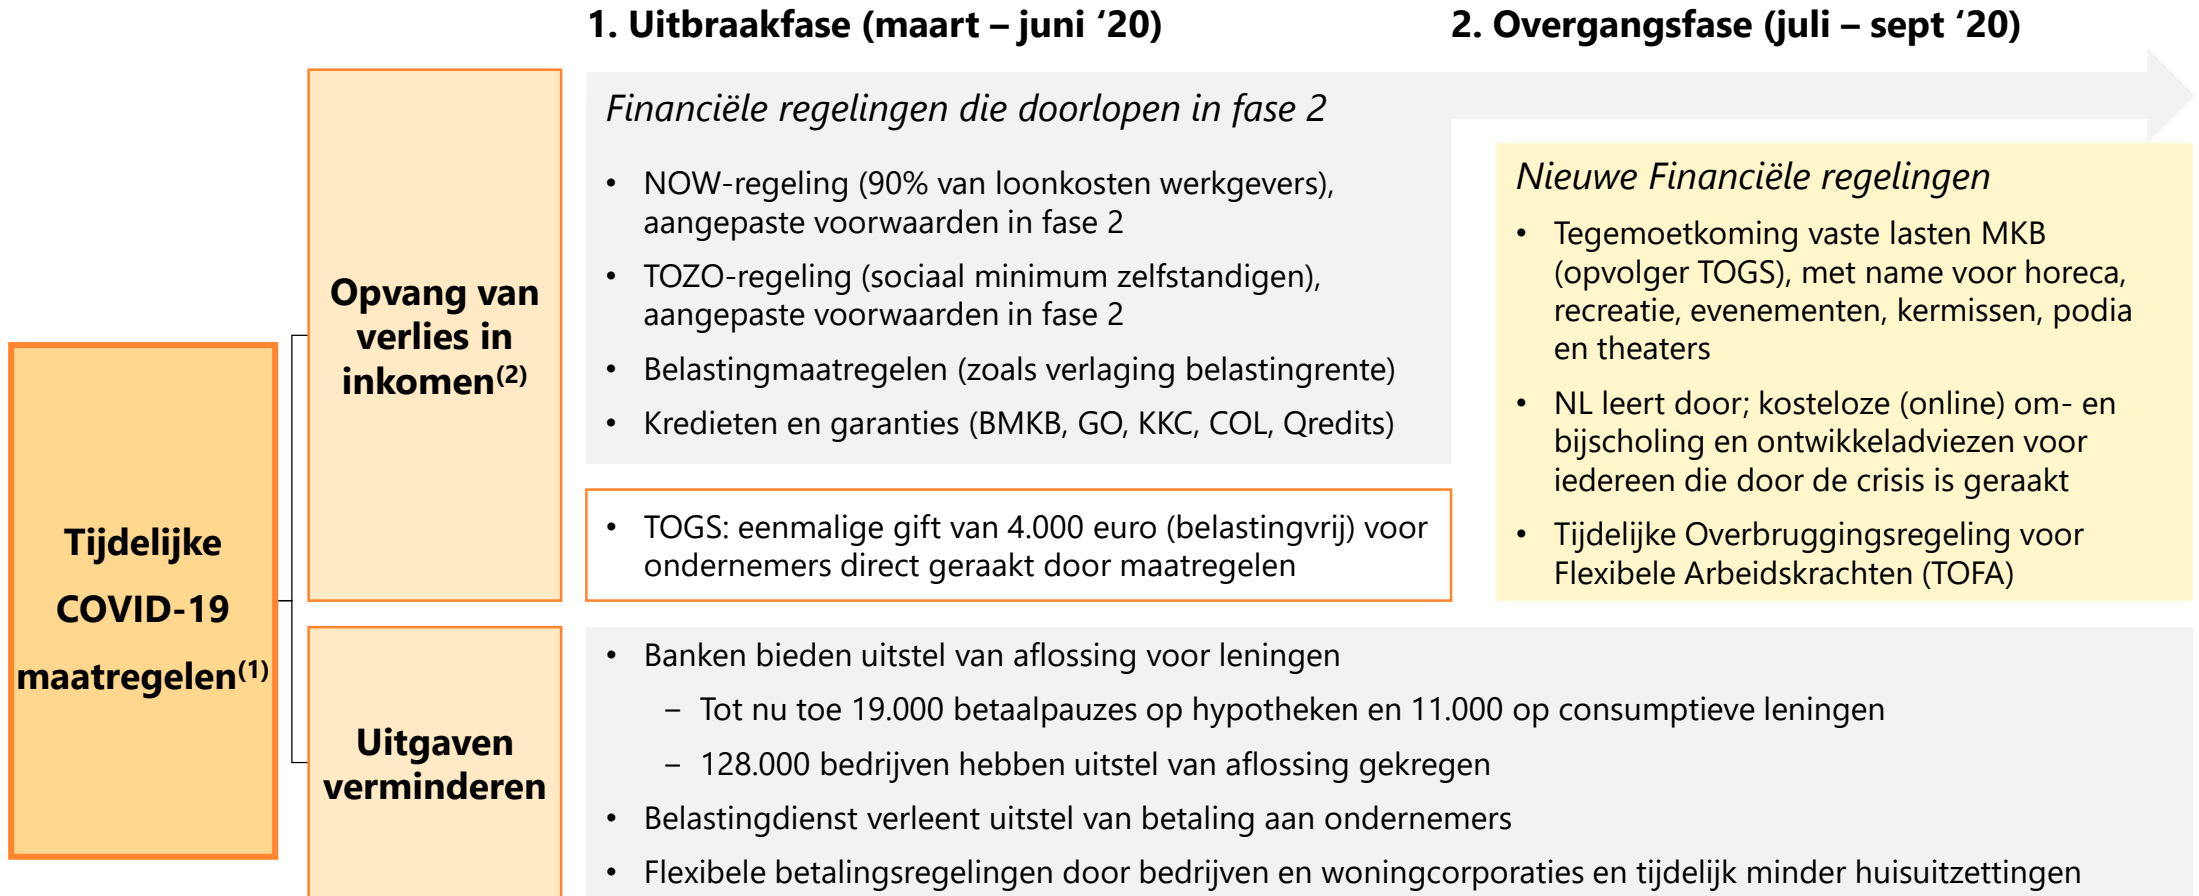 1. Uitbraakfase (maart – juni ‘20)
2. Overgangsfase (juli – sept ‘20)
Tijdelijke
COVID-19
maatregelen(1)
Opvang van
verlies in
inkomen(2)
Financiële regelingen die doorlopen in fase 2
• NOW-regeling (90% van loonkosten werkgevers),
aangepaste voorwaarden in fase 2
• TOZO-regeling (sociaal minimum zelfstandigen),
aangepaste voorwaarden in fase 2
• Belastingmaatregelen (zoals verlaging belastingrente)
• Kredieten en garanties (BMKB, GO, KKC, COL, Qredits)
• TOGS: eenmalige gift van 4.000 euro (belastingvrij) voor
ondernemers direct geraakt door maatregelen
Nieuwe Financiële regelingen
• Tegemoetkoming vaste lasten MKB
(opvolger TOGS), met name voor horeca,
recreatie, evenementen, kermissen, podia
en theaters
• NL leert door; kosteloze (online) om- en
bijscholing en ontwikkeladviezen voor
iedereen die door de crisis is geraakt
• Tijdelijke Overbruggingsregeling voor
Flexibele Arbeidskrachten (TOFA)
Uitgaven
verminderen
• Banken bieden uitstel van aflossing voor leningen
– Tot nu toe 19.000 betaalpauzes op hypotheken en 11.000 op consumptieve leningen
– 128.000 bedrijven hebben uitstel van aflossing gekregen
• Belastingdienst verleent uitstel van betaling aan ondernemers
• Flexibele betalingsregelingen door bedrijven en woningcorporaties en tijdelijk minder huisuitzettingen